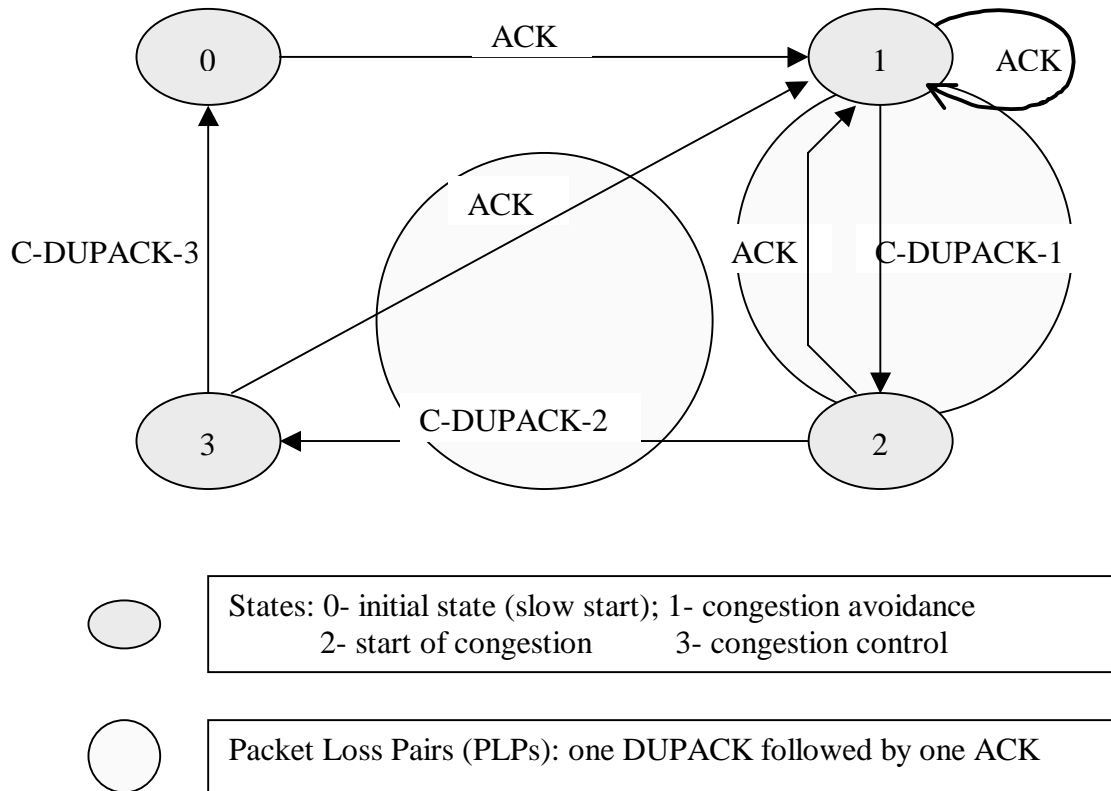 ACK
0
1
ACK
ACK
C-DUPACK-3
ACK
C-DUPACK-1
C-DUPACK-2
3
2
States: 0- initial state (slow start); 1- congestion avoidance
2- start of congestion 3- congestion control
Packet Loss Pairs (PLPs): one DUPACK followed by one ACK